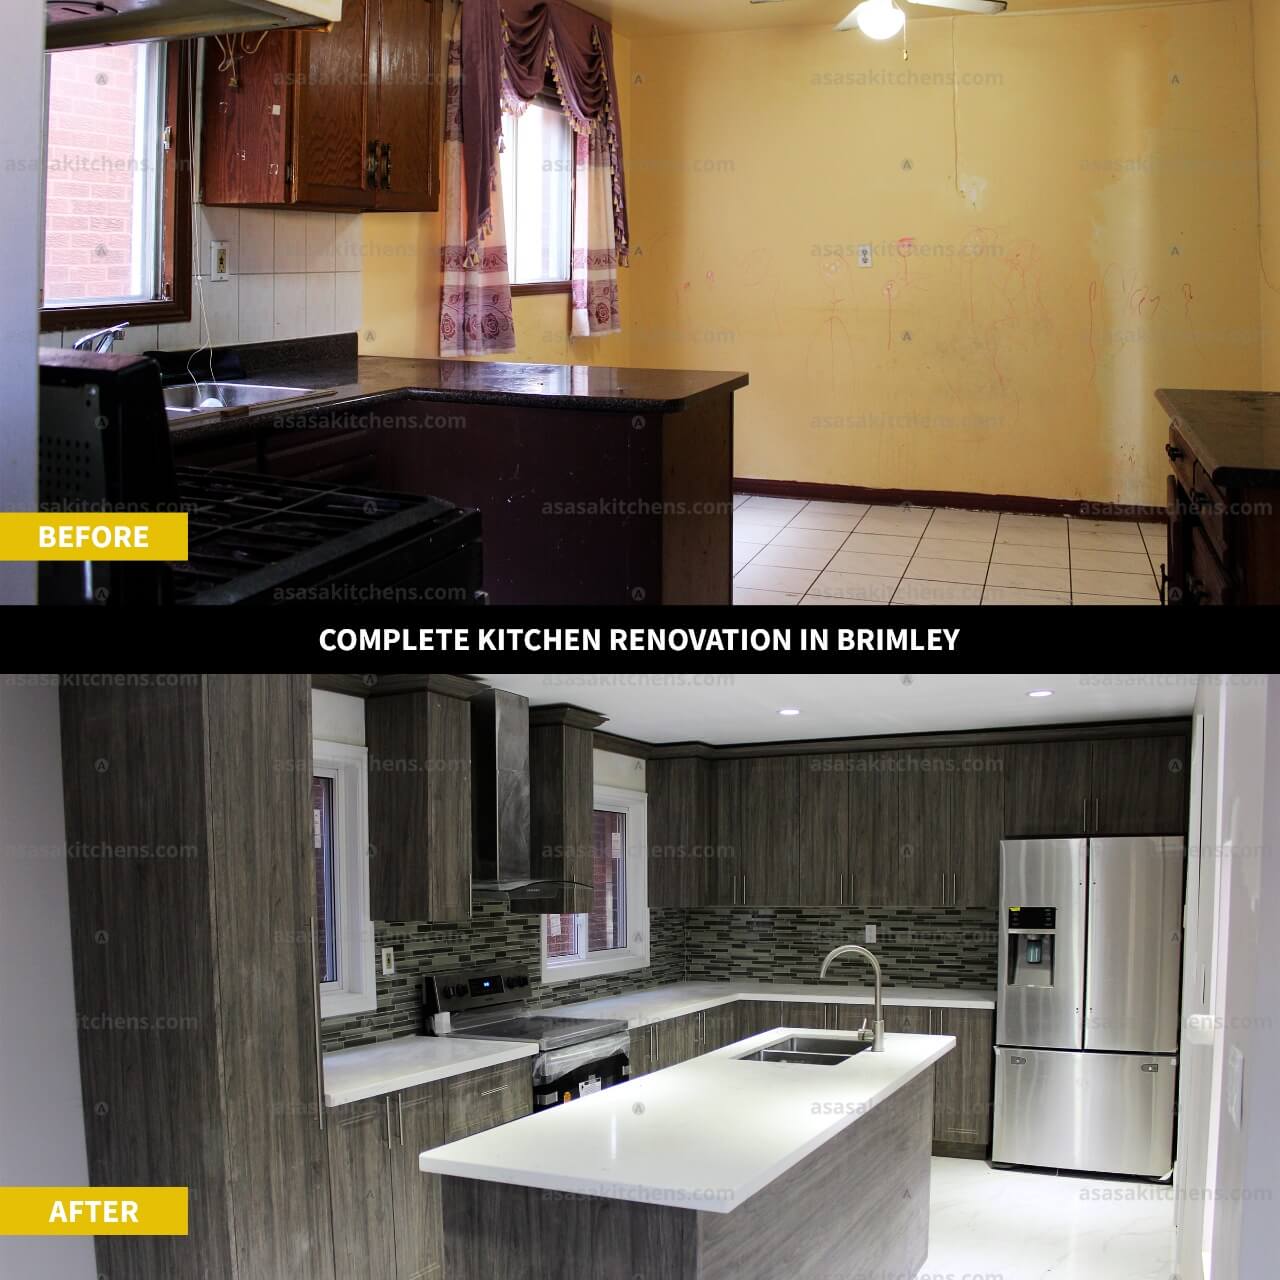 asasakitchens.com
BEFORE
COMPLETE KITCHEN RENOVATION IN BRIMLEY
AFTER